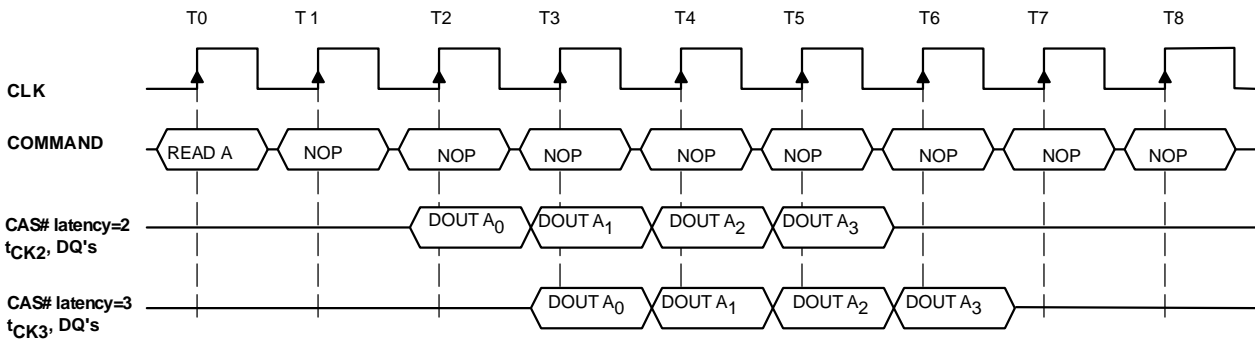 T0 T 1 T2 T3 T4 T5 T6 T7 T8
CLK
COMMAND READ A NOP NOP NOP NOP NOP NOP NOP NOP
CAS# latency=2 DOUT A0 DOUT A1 DOUT A2 DOUT A3
tCK2, DQ's
CAS# latency=3 DOUT A0 DOUT A1 DOUT A2 DOUT A3
tCK3, DQ's